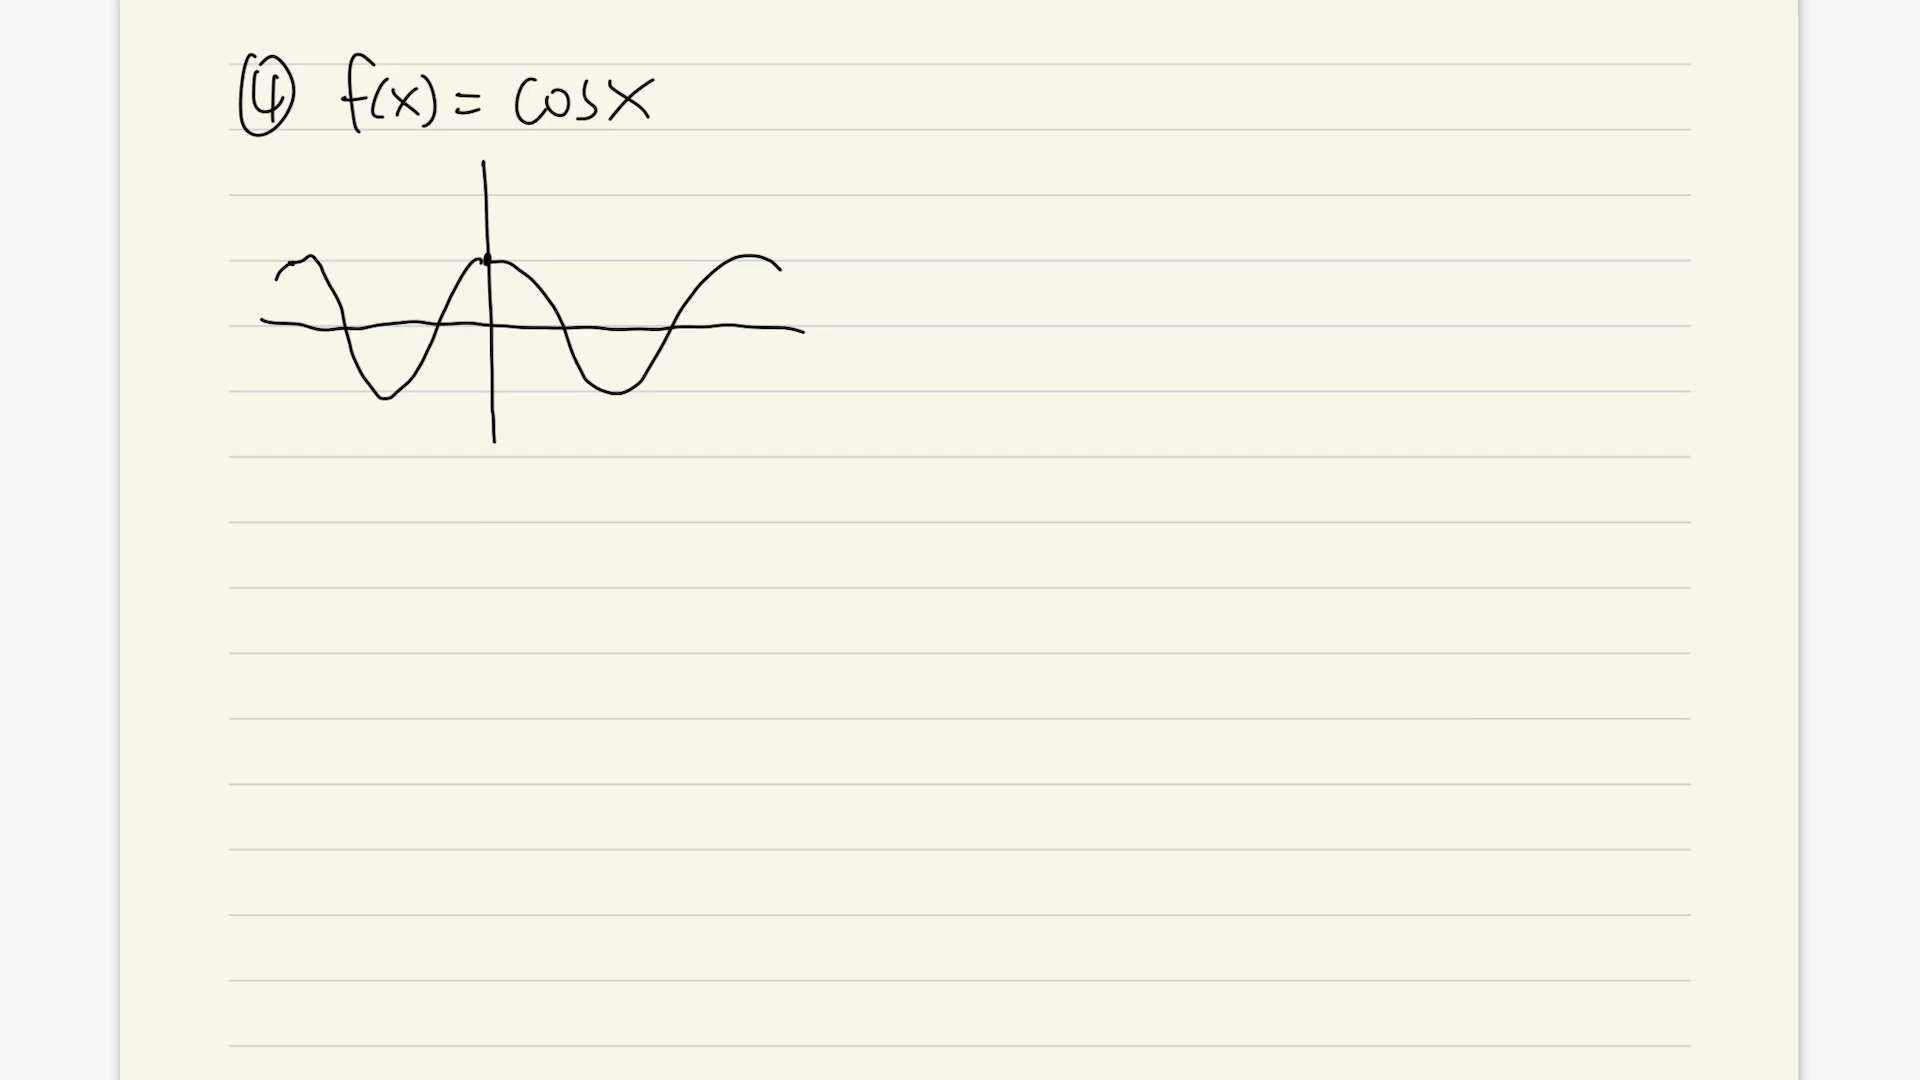 ④ f(x) = cosx